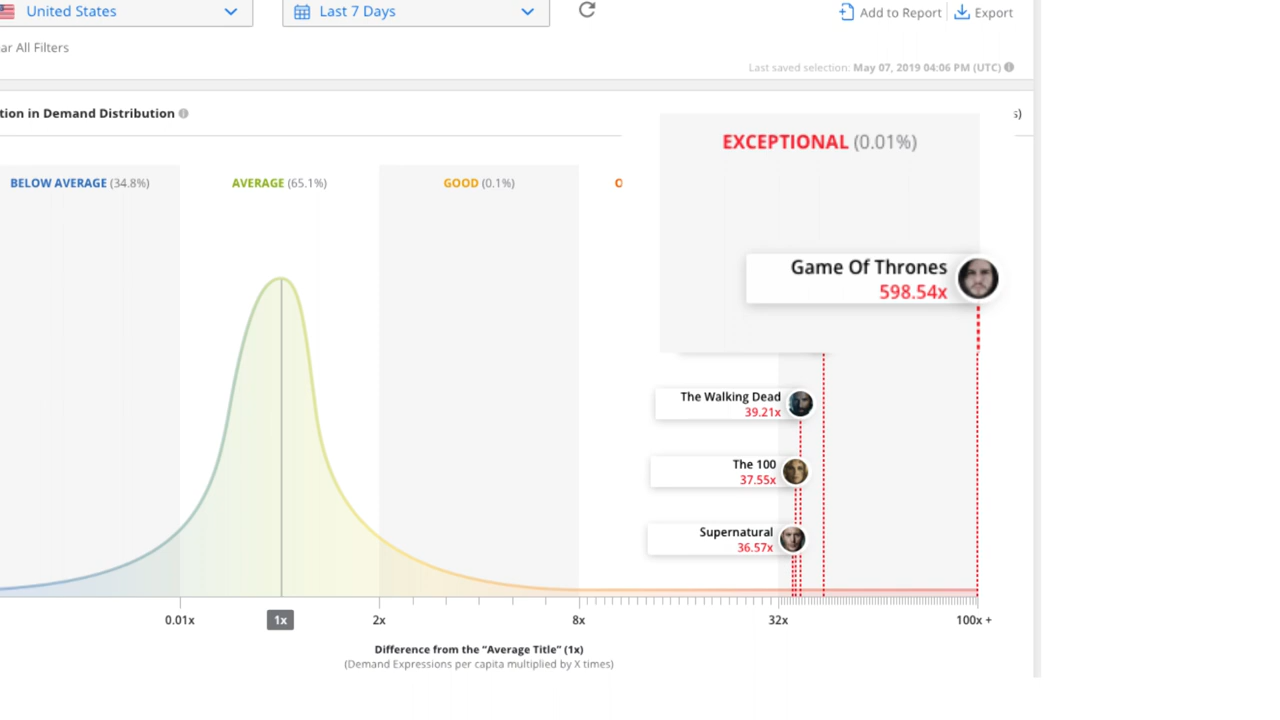 United States
Last 7 Days
Add to Report
Export
ar All Filters
Last saved selection: May 07, 2019 04:06 PM (UTC)
tion in Demand Distribution
s)
EXCEPTIONAL (0.01%)
BELOW AVERAGE (34.8%)
AVERAGE (65.1%)
GOOD (0.1%)
O
Game Of Thrones
598.54x
The Walking Dead
39.21x
The 100
37.55x
Supernatural
36.57x
0.01x
1x
2x
8x
32x
100x +
Difference from the “Average Title” (1x)
(Demand Expressions per capita multiplied by X times)